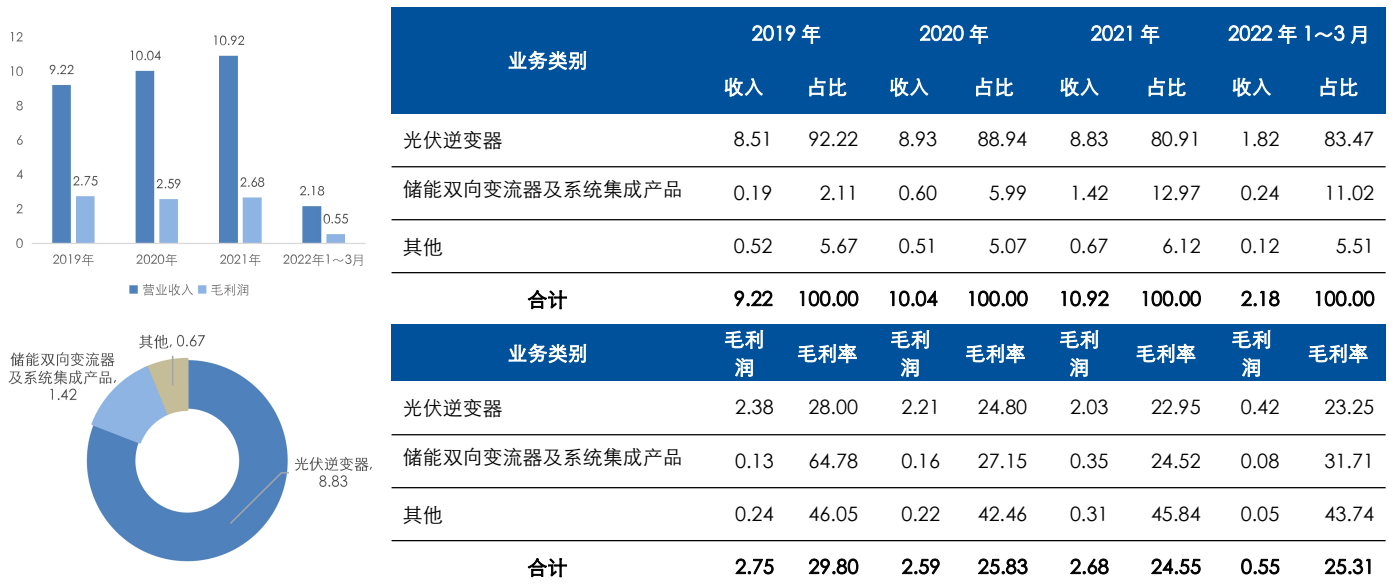 12
10
8
6
4
2
0
9.22
2.75
10.04
2.59
10.92
2.68
2.18
0.55
2019年
2020年
2021年
2022年1～3月
营业收入 毛利润
其他, 0.67
储能双向变流器
及系统集成产品,
1.42
光伏逆变器,
8.83
业务类别 2019 年 2020 年 2021 年 2022 年 1～3 月
收入 占比 收入 占比 收入 占比 收入 占比
光伏逆变器 8.51 92.22 8.93 88.94 8.83 80.91 1.82 83.47
储能双向变流器及系统集成产品 0.19 2.11 0.60 5.99 1.42 12.97 0.24 11.02
其他 0.52 5.67 0.51 5.07 0.67 6.12 0.12 5.51
合计 9.22 100.00 10.04 100.00 10.92 100.00 2.18 100.00
业务类别 毛利润 毛利率 毛利润 毛利率 毛利润 毛利率 毛利润 毛利率
光伏逆变器 2.38 28.00 2.21 24.80 2.03 22.95 0.42 23.25
储能双向变流器及系统集成产品 0.13 64.78 0.16 27.15 0.35 24.52 0.08 31.71
其他 0.24 46.05 0.22 42.46 0.31 45.84 0.05 43.74
合计 2.75 29.80 2.59 25.83 2.68 24.55 0.55 25.31